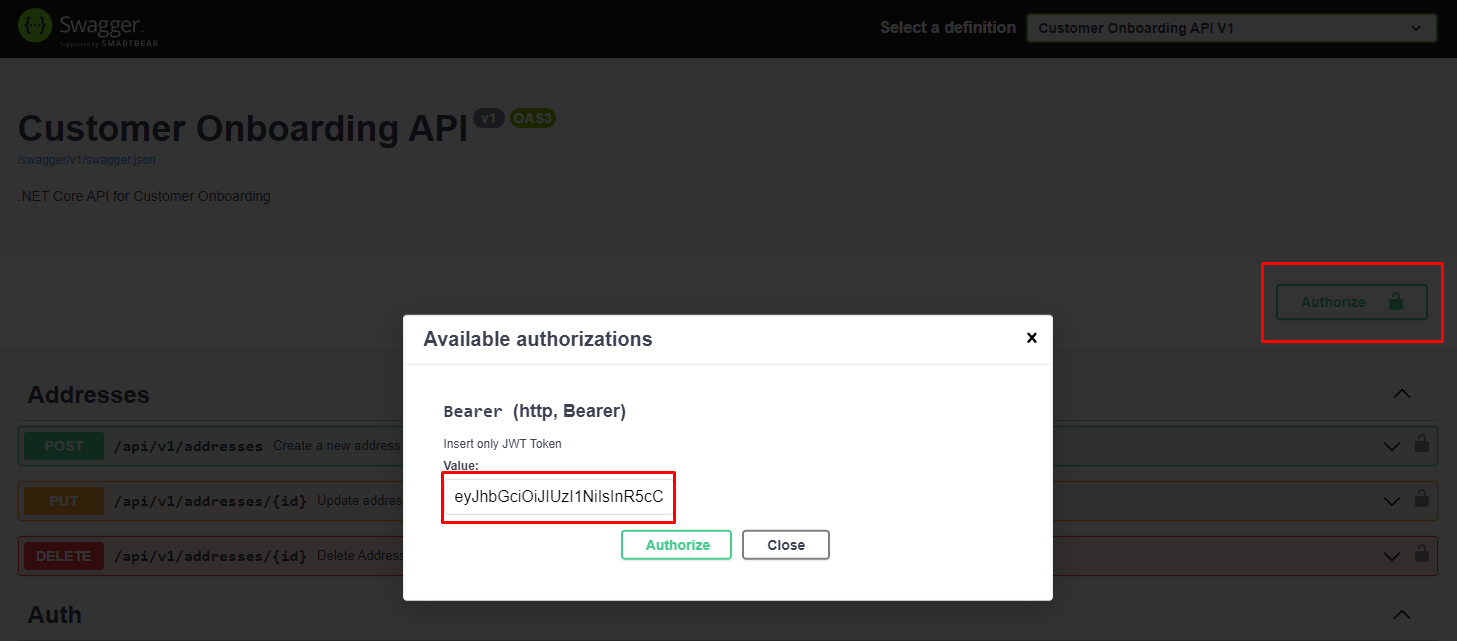 Swagger.
Supported by SMARTBEAR
Select a definition
Customer Onboarding API V1
Customer Onboarding API v1 OAS3
/swagger/v1/swagger.json
.NET Core API for Customer Onboarding
Authorize
Available authorizations
Bearer (http, Bearer)
Insert only JWT Token
Value:
eyJhbGciOiJIUzI1NiIsInR5cC
Authorize
Close
Addresses
POST /api/v1/addresses Create a new address
PUT /api/v1/addresses/{id} Update addres
DELETE /api/v1/addresses/{id} Delete Address
Auth